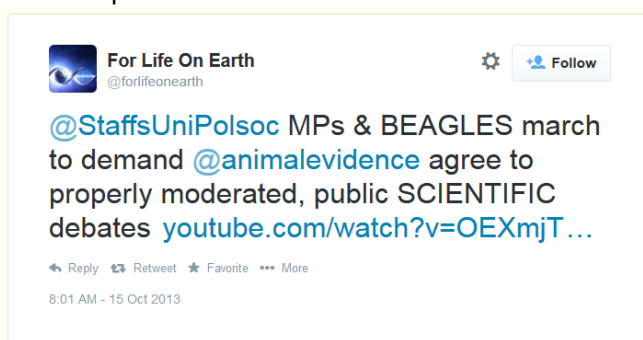 For Life On Earth
@forlifeonearth
Follow
@StaffsUniPolsoc MPs & BEAGLES march
to demand @animalevidence agree to
properly moderated, public SCIENTIFIC
debates youtube.com/watch?v=OEXmjT…
Reply Retweet Favorite ••• More
8:01 AM - 15 Oct 2013